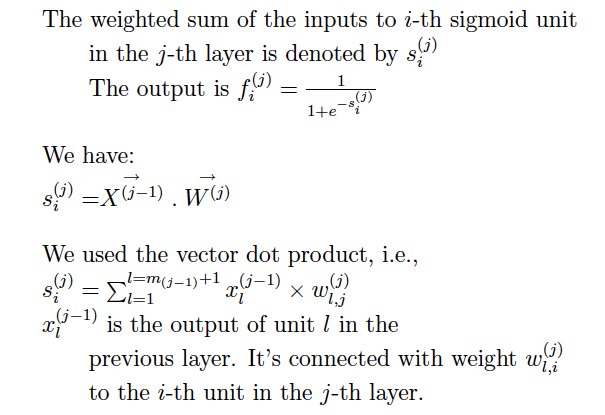 The weighted sum of the inputs to i-th sigmoid unit
in the j-th layer is denoted by $s_i^{(j)}$
The output is $f_i^{(j)} = \frac{1}{1+e^{-s_i^{(j)}}}$
We have:
$s_i^{(j)} = \overrightarrow{X^{(j-1)}} . \overrightarrow{W^{(j)}}$
We used the vector dot product, i.e.,
$s_i^{(j)} = \sum_{l=1}^{l=m_{(j-1)}+1} x_l^{(j-1)} \times w_{l,j}^{(j)}$
$x_l^{(j-1)}$ is the output of unit $l$ in the
previous layer. It's connected with weight $w_{l,i}^{(j)}$
to the i-th unit in the j-th layer.